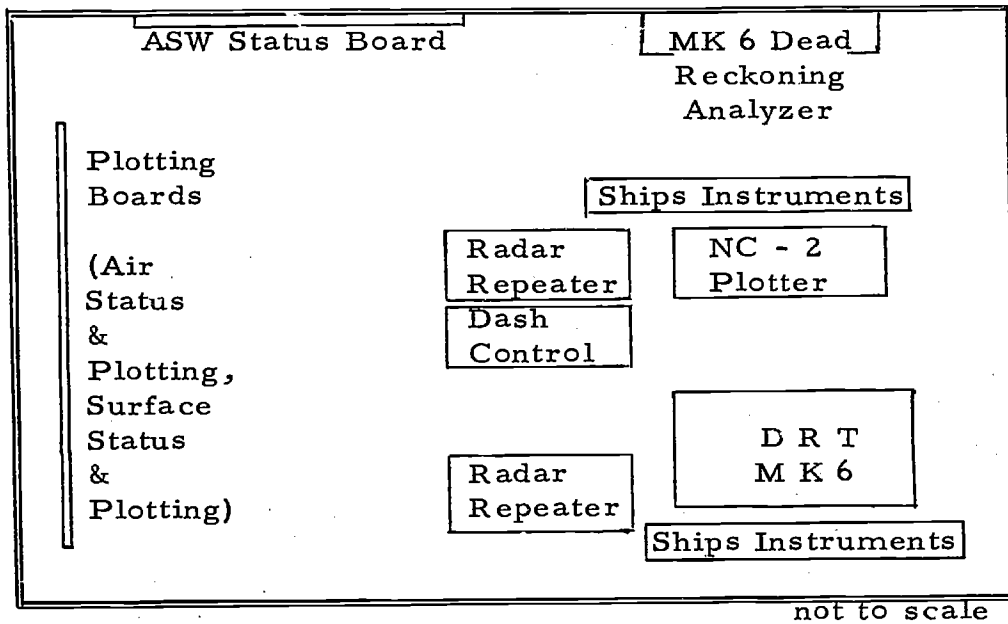 ASW Status Board
MK 6 Dead
Reckoning
Analyzer
Plotting
Boards
(Air
Status
&
Plotting,
Surface
Status
&
Plotting)
Ships Instruments
Radar
Repeater
NC - 2
Plotter
Dash
Control
D R T
M K 6
Radar
Repeater
Ships Instruments
not to scale